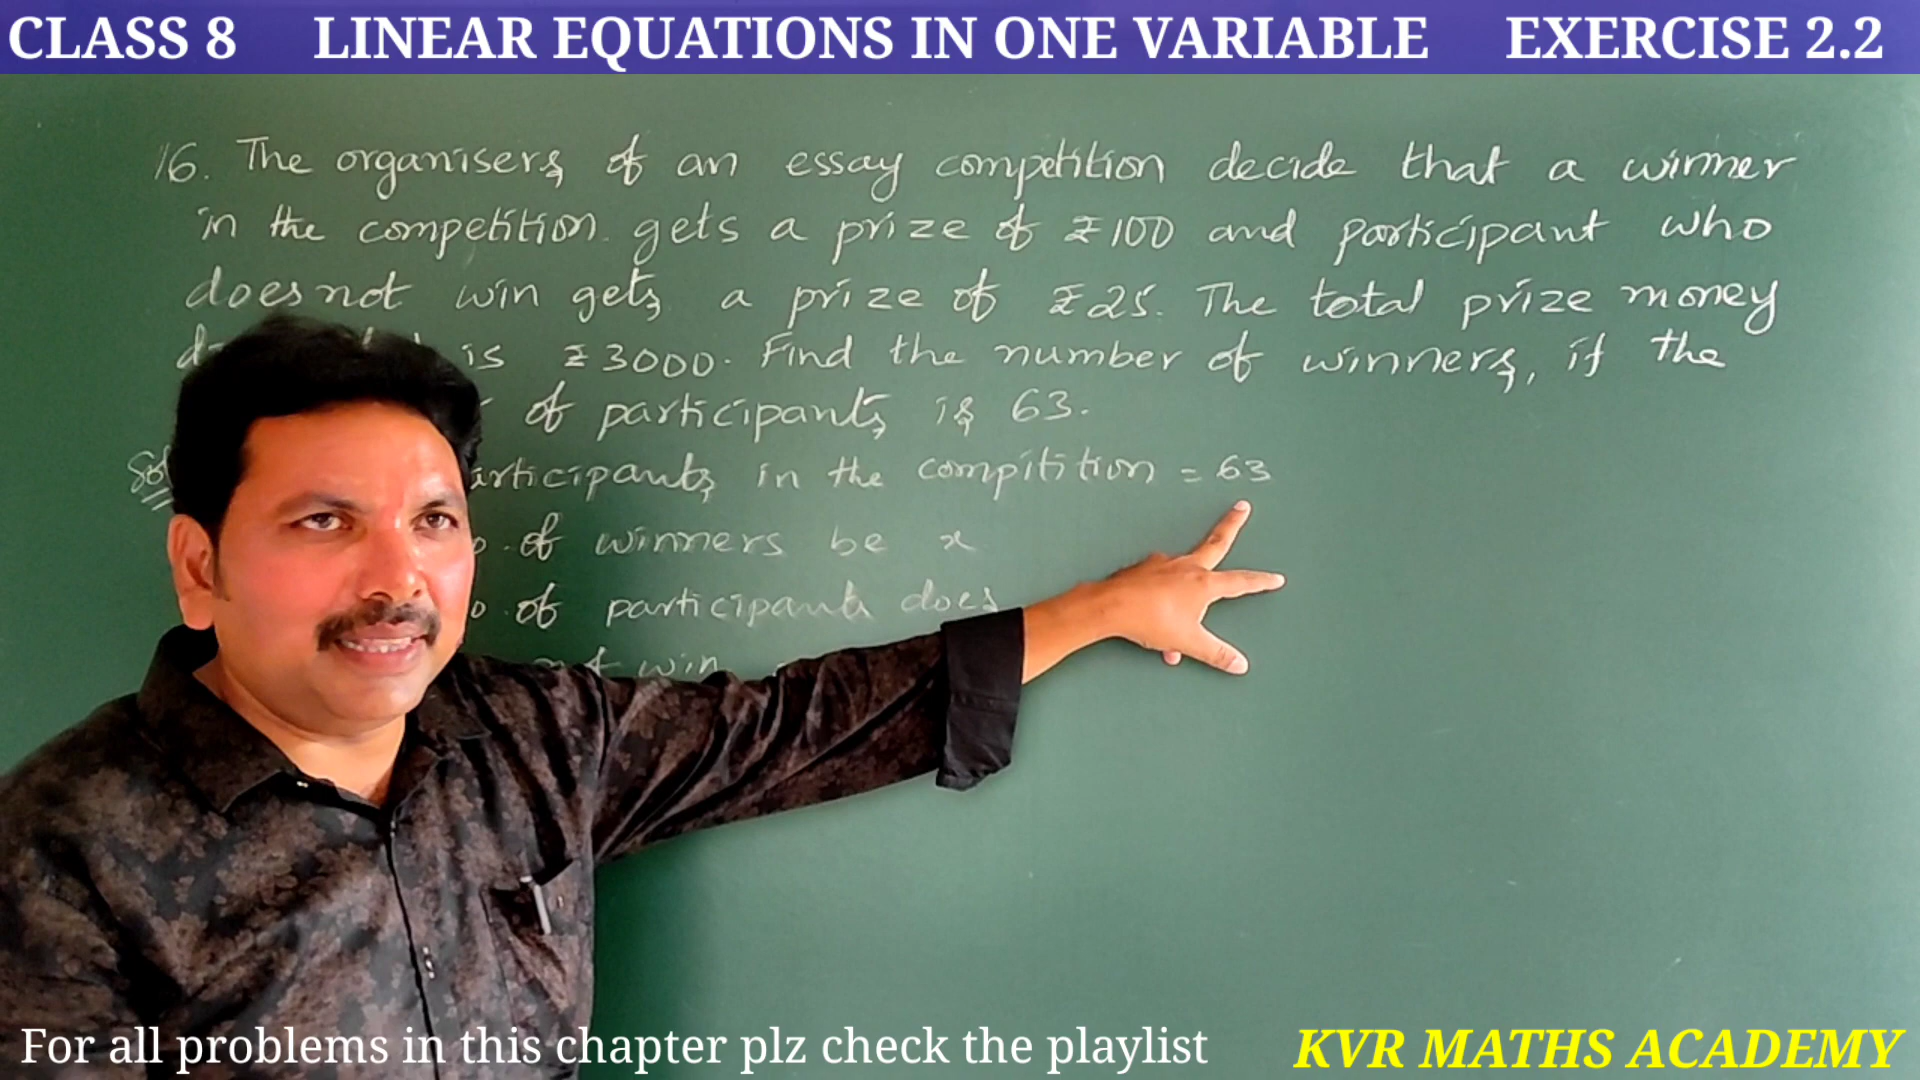 CLASS 8 LINEAR EQUATIONS IN ONE VARIABLE EXERCISE 2.2
16. The organisers of an essay competition decide that a winner
in the competition gets a prize of ₹100 and participant who
does not win gets a prize of ₹25. The total prize money
is ₹3000. Find the number of winners, if the
of participants is 63.
in the compitition = 63
of winners be x
of participants does
win
For all problems in this chapter plz check the playlist
KVR MATHS ACADEMY